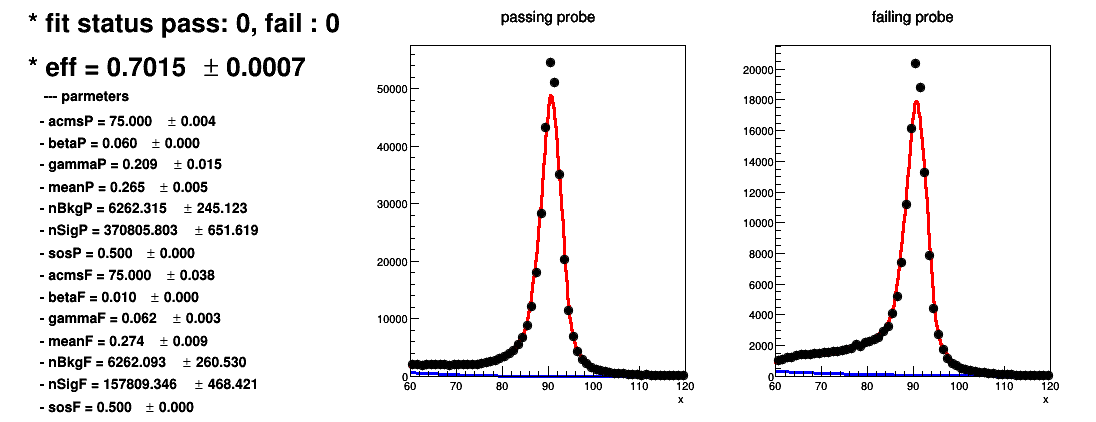 * fit status pass: 0, fail : 0
* eff = 0.7015 ± 0.0007
--- parmeters
- acmsP = 75.000 ± 0.004
- betaP = 0.060 ± 0.000
- gammaP = 0.209 ± 0.015
- meanP = 0.265 ± 0.005
- nBkgP = 6262.315 ± 245.123
- nSigP = 370805.803 ± 651.619
- sosP = 0.500 ± 0.000
- acmsF = 75.000 ± 0.038
- betaF = 0.010 ± 0.000
- gammaF = 0.062 ± 0.003
- meanF = 0.274 ± 0.009
- nBkgF = 6262.093 ± 260.530
- nSigF = 157809.346 ± 468.421
- sosF = 0.500 ± 0.000
passing probe
50000
40000
30000
20000
10000
0
60 70 80 90 100 110 120
x
failing probe
20000
18000
16000
14000
12000
10000
8000
6000
4000
2000
0
60 70 80 90 100 110 120
x